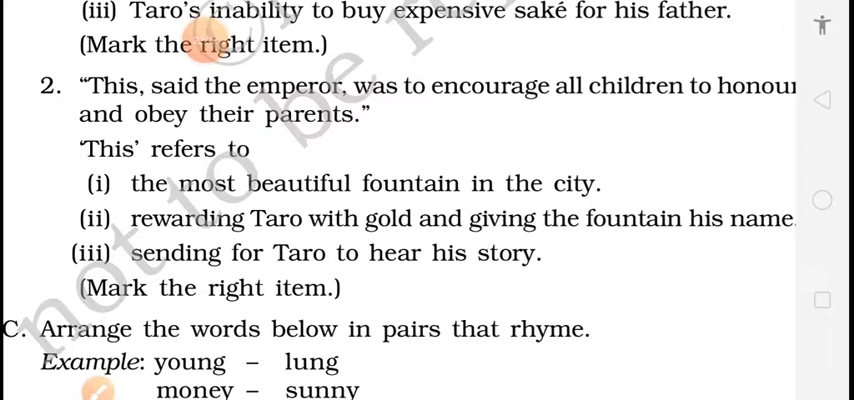 (iii) Taro's inability to buy expensive saké for his father.
(Mark the right item.)
2. “This, said the emperor, was to encourage all children to honour
and obey their parents.”
‘This’ refers to
(i) the most beautiful fountain in the city.
(ii) rewarding Taro with gold and giving the fountain his name
(iii) sending for Taro to hear his story.
(Mark the right item.)
C. Arrange the words below in pairs that rhyme.
Example: young – lung
money – sunny
not to be